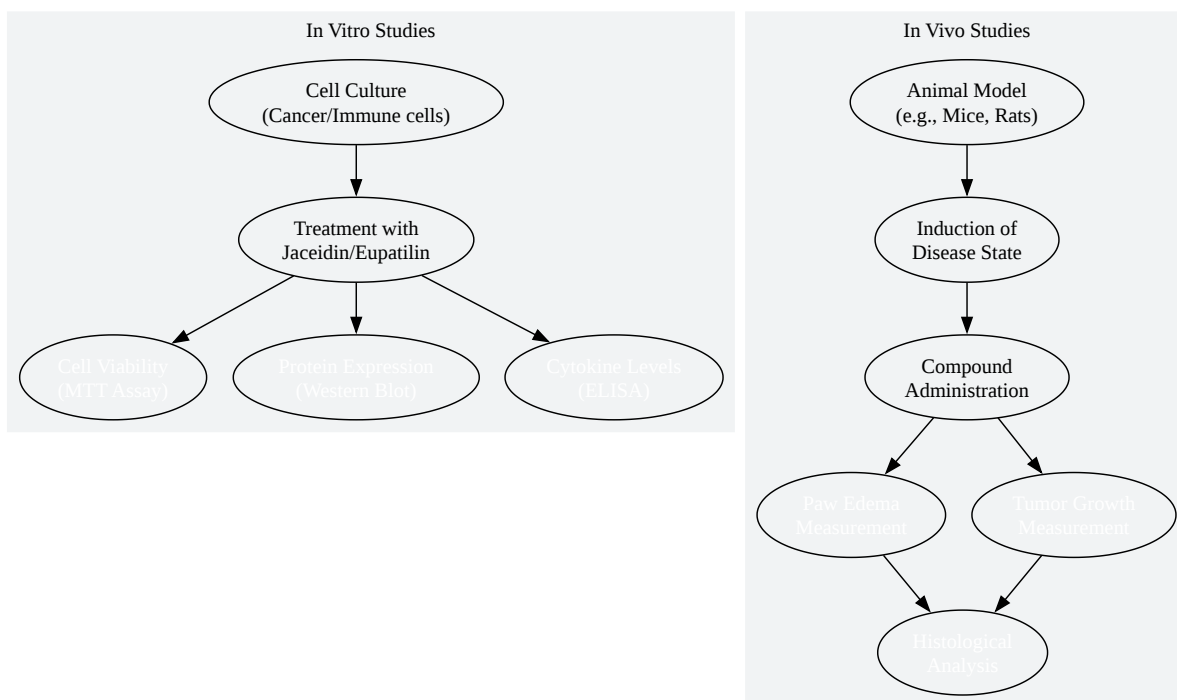 In Vitro Studies
Cell Culture
(Cancer/Immune cells)
Treatment with
Jaceidin/Eupatilin
Cell Viability
(MTT Assay)
Protein Expression
(Western Blot)
Cytokine Levels
(ELISA)
In Vivo Studies
Animal Model
(e.g., Mice, Rats)
Induction of
Disease State
Compound
Administration
Paw Edema
Measurement
Tumor Growth
Measurement
Histological
Analysis